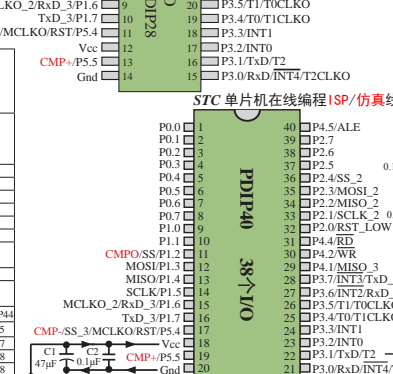 CLKO_2/RxD_3/P1.6 9 20 P3.5/T1/T0CLKO
TxD_3/P1.7 10 19 P3.4/T0/T1CLKO
/MCLKO/RST/P5.4 11 18 P3.3/INT1
Vcc 12 17 P3.2/INT0
CMP+/P5.5 13 16 P3.1/TxD/T2
Gnd 14 15 P3.0/RxD/INT4/T2CLKO
DIP28
STC 单片机在线编程ISP/仿真线
P0.0 1 40 P4.5/ALE
P0.1 2 39 P2.7
P0.2 3 38 P2.6
P0.3 4 37 P2.5
P0.4 5 36 P2.4/SS_2
P0.5 6 35 P2.3/MOSI_2
P0.6 7 34 P2.2/MISO_2
P0.7 8 33 P2.1/SCLK_2
P1.0 9 32 P2.0/RST_LOW
P1.1 10 31 P4.4/RD
CMPO/SS/P1.2 11 30 P4.2/WR
MOSI/P1.3 12 29 P4.1/MISO_3
MISO/P1.4 13 28 P3.7/INT3/TxD_
SCLK/P1.5 14 27 P3.6/INT2/RxD_
MCLKO_2/RxD_3/P1.6 15 26 P3.5/T1/T0CLKO
TxD_3/P1.7 16 25 P3.4/T0/T1CLKO
CMP-/SS_3/MCLKO/RST/P5.4 17 24 P3.3/INT1
Vcc 18 23 P3.2/INT0
CMP+/P5.5 19 22 P3.1/TxD/T2
Gnd 20 21 P3.0/RxD/INT4/
PDIP40 38个I/O
C1 47μF
C2 0.1μF
P44